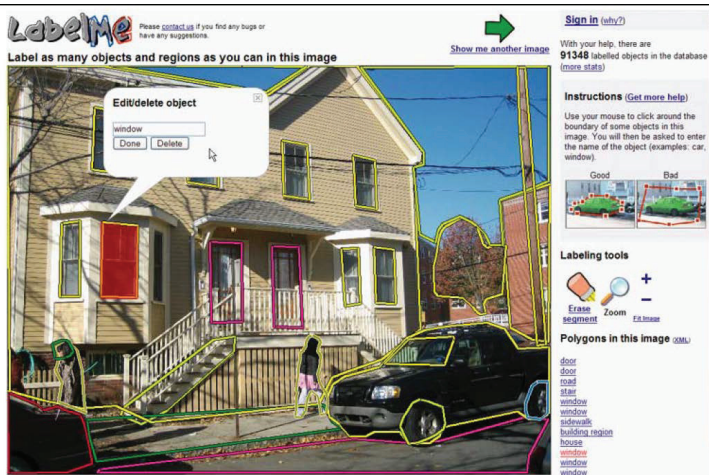 LabelMe
Please contact us if you find any bugs or
have any suggestions.
Show me another image
Label as many objects and regions as you can in this image
Edit/delete object
window
Done Delete
Sign in (why?)
With your help, there are
91348 labelled objects in the database
(more stats)
Instructions (Get more help)
Use your mouse to click around the
boundary of some objects in this
image. You will then be asked to enter
the name of the object (examples: car,
window).
Good Bad
Labeling tools
Erase
segment
Zoom
Fit Image
Polygons in this image (XML)
door
door
road
stair
window
window
sidewalk
building region
house
window
window
window